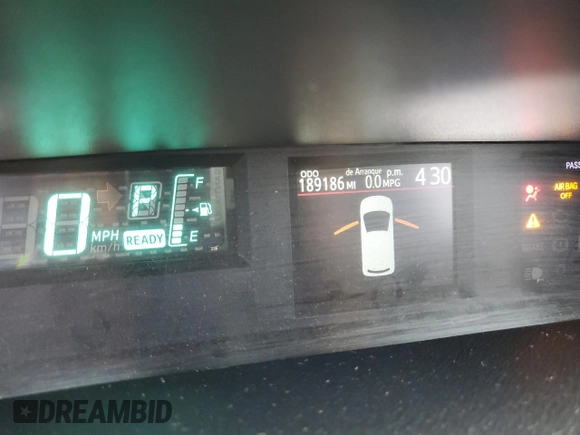 0
MPH
km/h
P
READY
F
E
ODO
189186 MI
de Arranque
0.0 MPG
p.m.
4 30
PASS
AIR BAG
OFF
DREAMBID